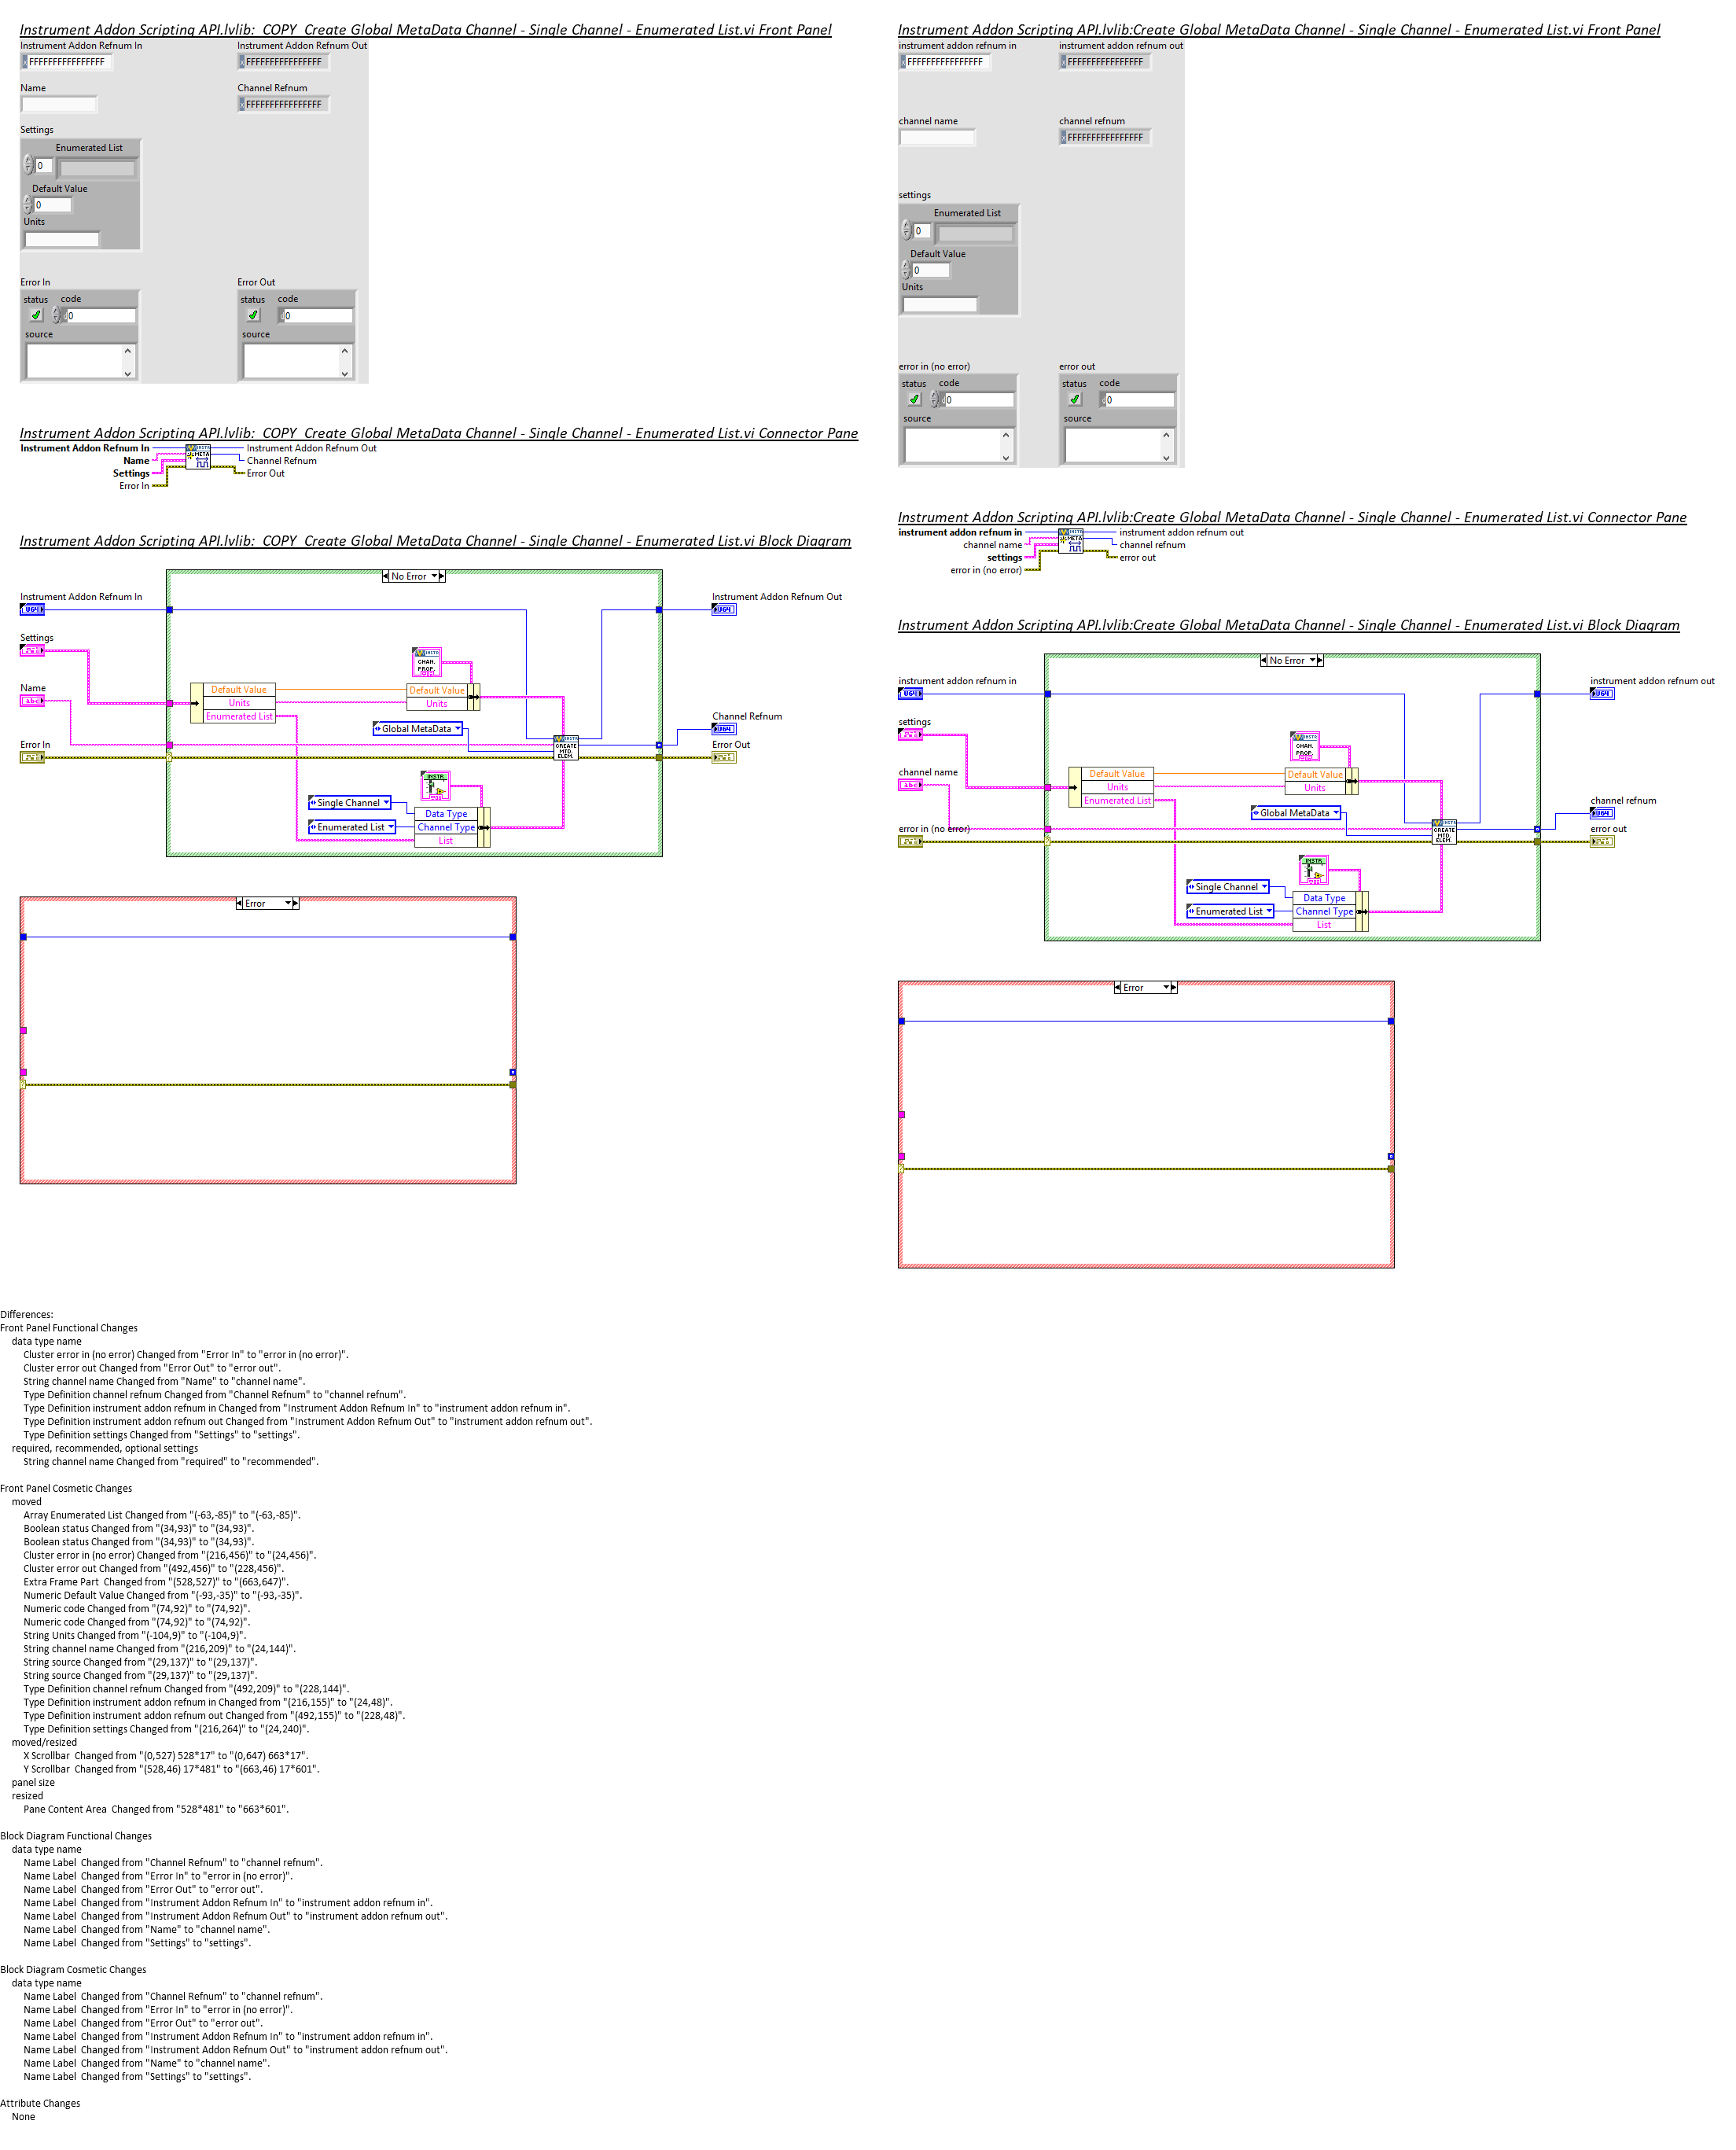 Instrument Addon Scripting API.lvlib:  COPY  Create Global MetaData Channel - Single Channel - Enumerated List.vi Front Panel
Instrument Addon Refnum In
Instrument Addon Refnum Out
FFFFFFFFFFFFFFFF
FFFFFFFFFFFFFFFF
Name
Channel Refnum
FFFFFFFFFFFFFFFF
Settings
Enumerated List
0
Default Value
0
Units
Error In
Error Out
status code
status code
0
0
source
source
Instrument Addon Scripting API.lvlib:  COPY  Create Global MetaData Channel - Single Channel - Enumerated List.vi Connector Pane
Instrument Addon Refnum In
Instrument Addon Refnum Out
Name
Channel Refnum
Settings
Error Out
Error In
INSTR
META
Instrument Addon Scripting API.lvlib:  COPY  Create Global MetaData Channel - Single Channel - Enumerated List.vi Block Diagram
No Error
Instrument Addon Refnum In
Instrument Addon Refnum Out
U64
U64
Settings
INSTR
CHAN.
PROP.
Name
abc
Default Value
Default Value
Units
Units
Enumerated List
Channel Refnum
U64
Global MetaData
Error In
Error Out
CREATE
MTD.
ELEM.
INSTR
Single Channel
Data Type
Enumerated List
Channel Type
List
Error
Instrument Addon Scripting API.lvlib:Create Global MetaData Channel - Single Channel - Enumerated List.vi Front Panel
instrument addon refnum in
instrument addon refnum out
FFFFFFFFFFFFFFFF
FFFFFFFFFFFFFFFF
channel name
channel refnum
FFFFFFFFFFFFFFFF
settings
Enumerated List
0
Default Value
0
Units
error in (no error)
error out
status code
status code
0
0
source
source
Instrument Addon Scripting API.lvlib:Create Global MetaData Channel - Single Channel - Enumerated List.vi Connector Pane
instrument addon refnum in
instrument addon refnum out
channel name
channel refnum
settings
error out
error in (no error)
INSTR
META
Instrument Addon Scripting API.lvlib:Create Global MetaData Channel - Single Channel - Enumerated List.vi Block Diagram
No Error
instrument addon refnum in
instrument addon refnum out
U64
U64
settings
INSTR
CHAN.
PROP.
channel name
abc
Default Value
Default Value
Units
Units
Enumerated List
channel refnum
U64
Global MetaData
error in (no error)
error out
CREATE
MTD.
ELEM.
INSTR
Single Channel
Data Type
Enumerated List
Channel Type
List
Error
Differences:
Front Panel Functional Changes
data type name
Cluster error in (no error) Changed from "Error In" to "error in (no error)".
Cluster error out Changed from "Error Out" to "error out".
String channel name Changed from "Name" to "channel name".
Type Definition channel refnum Changed from "Channel Refnum" to "channel refnum".
Type Definition instrument addon refnum in Changed from "Instrument Addon Refnum In" to "instrument addon refnum in".
Type Definition instrument addon refnum out Changed from "Instrument Addon Refnum Out" to "instrument addon refnum out".
Type Definition settings Changed from "Settings" to "settings".
required, recommended, optional settings
String channel name Changed from "required" to "recommended".
Front Panel Cosmetic Changes
moved
Array Enumerated List Changed from "(-63,-85)" to "(-63,-85)".
Boolean status Changed from "(34,93)" to "(34,93)".
Boolean status Changed from "(34,93)" to "(34,93)".
Cluster error in (no error) Changed from "(216,456)" to "(24,456)".
Cluster error out Changed from "(492,456)" to "(228,456)".
Extra Frame Part  Changed from "(528,527)" to "(663,647)".
Numeric Default Value Changed from "(-93,-35)" to "(-93,-35)".
Numeric code Changed from "(74,92)" to "(74,92)".
Numeric code Changed from "(74,92)" to "(74,92)".
String Units Changed from "(-104,9)" to "(-104,9)".
String channel name Changed from "(216,209)" to "(24,144)".
String source Changed from "(29,137)" to "(29,137)".
String source Changed from "(29,137)" to "(29,137)".
Type Definition channel refnum Changed from "(492,209)" to "(228,144)".
Type Definition instrument addon refnum in Changed from "(216,155)" to "(24,48)".
Type Definition instrument addon refnum out Changed from "(492,155)" to "(228,48)".
Type Definition settings Changed from "(216,264)" to "(24,240)".
moved/resized
X Scrollbar  Changed from "(0,527) 528*17" to "(0,647) 663*17".
Y Scrollbar  Changed from "(528,46) 17*481" to "(663,46) 17*601".
panel size
resized
Pane Content Area  Changed from "528*481" to "663*601".
Block Diagram Functional Changes
data type name
Name Label  Changed from "Channel Refnum" to "channel refnum".
Name Label  Changed from "Error In" to "error in (no error)".
Name Label  Changed from "Error Out" to "error out".
Name Label  Changed from "Instrument Addon Refnum In" to "instrument addon refnum in".
Name Label  Changed from "Instrument Addon Refnum Out" to "instrument addon refnum out".
Name Label  Changed from "Name" to "channel name".
Name Label  Changed from "Settings" to "settings".
Block Diagram Cosmetic Changes
data type name
Name Label  Changed from "Channel Refnum" to "channel refnum".
Name Label  Changed from "Error In" to "error in (no error)".
Name Label  Changed from "Error Out" to "error out".
Name Label  Changed from "Instrument Addon Refnum In" to "instrument addon refnum in".
Name Label  Changed from "Instrument Addon Refnum Out" to "instrument addon refnum out".
Name Label  Changed from "Name" to "channel name".
Name Label  Changed from "Settings" to "settings".
Attribute Changes
None